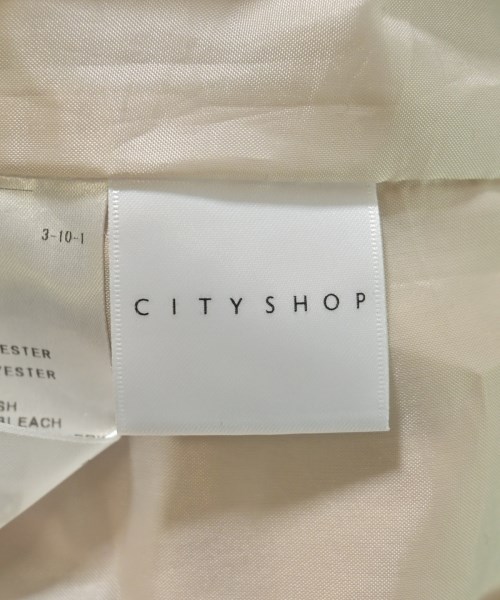 3-10-1
CITYSHOP
ESTER
YESTER
SH
BLEACH